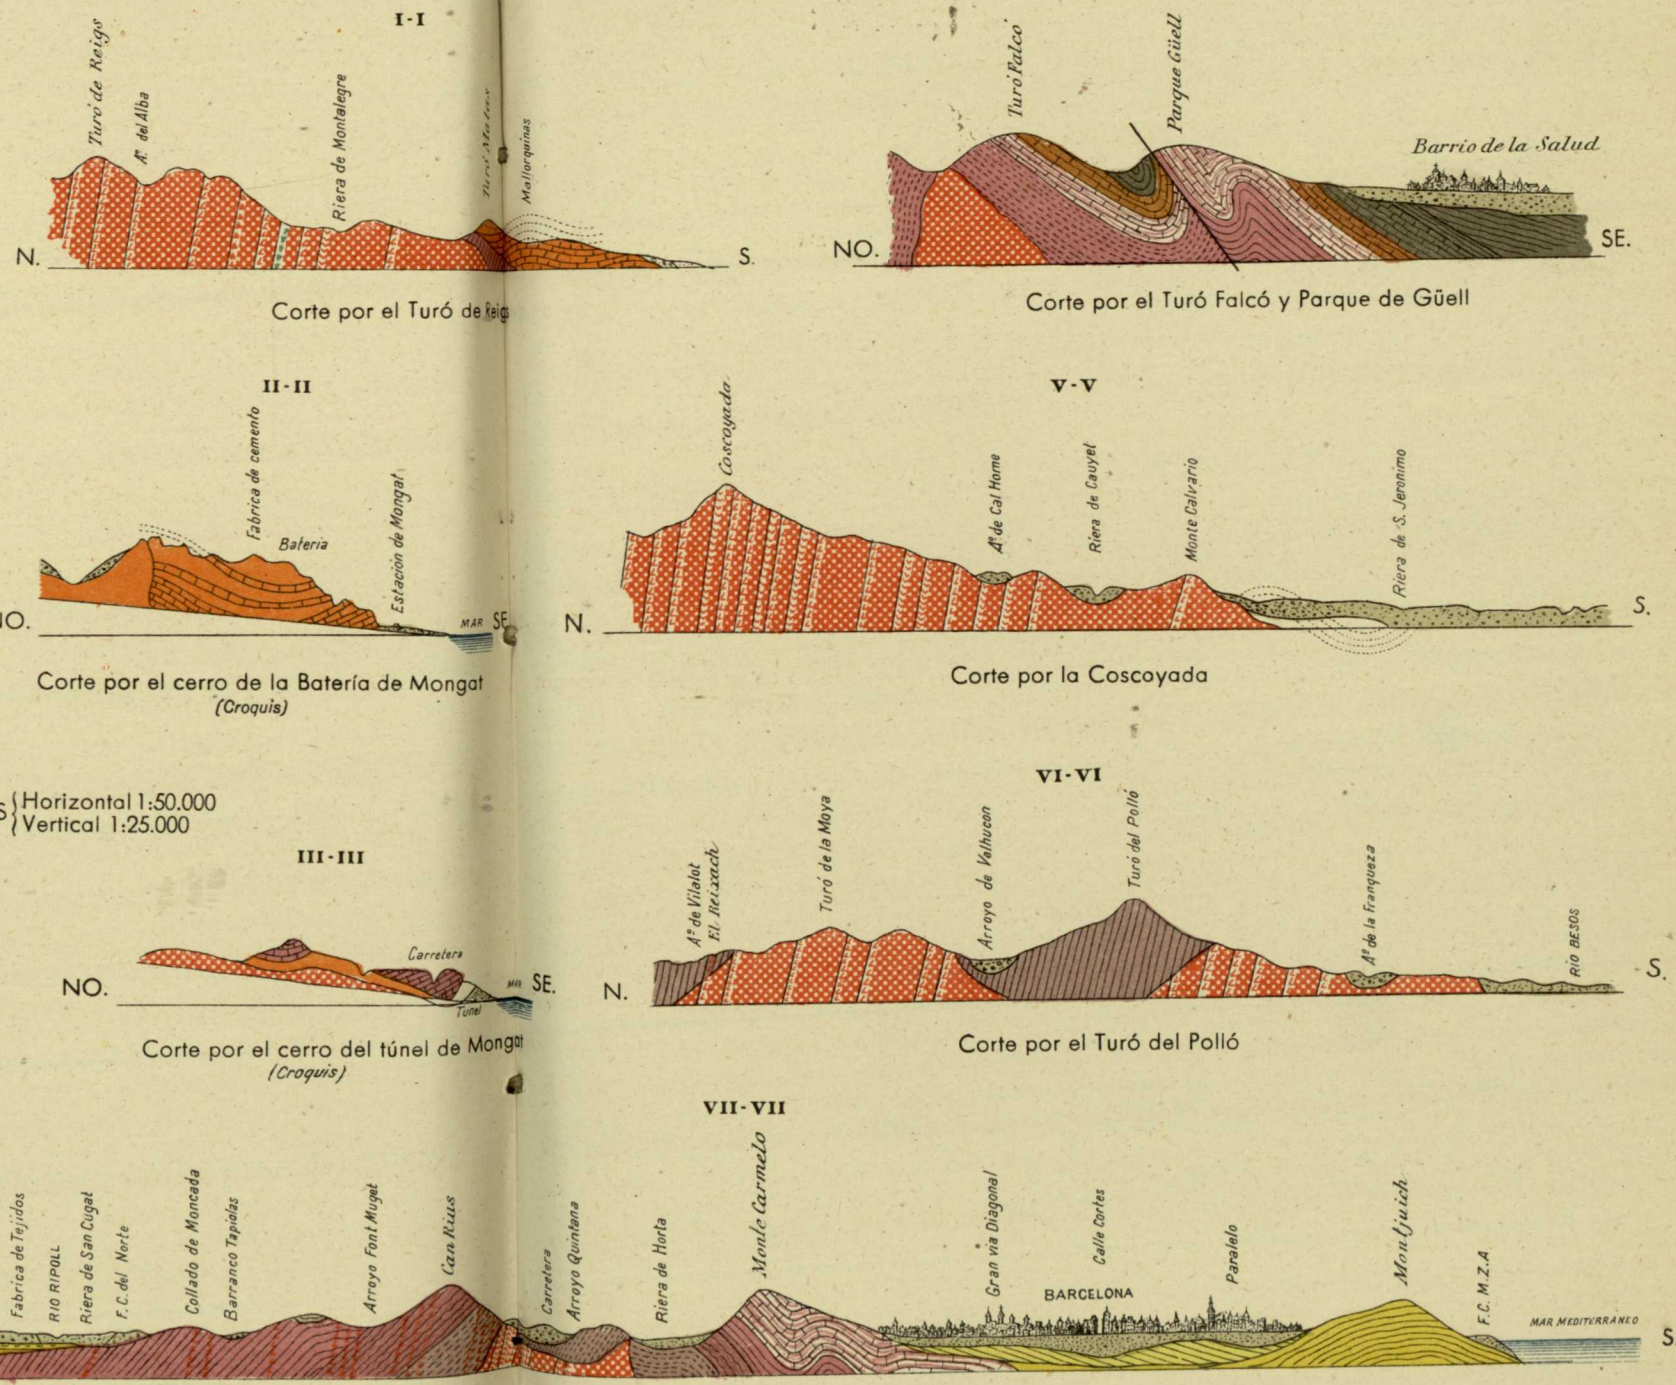 I-I
Turó de Reigs
Aº del Alba
Riera de Montalegre
Turó Matas
Mallorquinas
N.
S.
Corte por el Turó de Reigs
Turó Falcó
Parque Güell
Barrio de la Salud
NO.
SE.
Corte por el Turó Falcó y Parque de Güell
II-II
Fabrica de cemento
Bateria
Estación de Mongat
MAR
SE
NO.
Corte por el cerro de la Batería de Mongat
(Croquis)
V-V
Coscoyada
Aº de Cal Home
Riera de Cauyet
Monte Calvario
Riera de S. Jeronimo
N.
S.
Corte por la Coscoyada
S
Horizontal 1:50.000
Vertical 1:25.000
III-III
Carretera
MAR
NO.
SE.
Tunel
Corte por el cerro del túnel de Mongat
(Croquis)
VI-VI
Aº de Vilalot
El Reixach
Turó de la Moya
Arroyo de Valhucon
Turó del Polló
Aº de la Franqueza
RIO BESOS
N.
S.
Corte por el Turó del Polló
VII-VII
Fabrica de Tejidos
RIO RIPOLL
Riera de San Cugat
F.C. del Norte
Collado de Moncada
Barranco Tapiolas
Arroyo Font Muget
Can Rius
Carretera
Arroyo Quintana
Riera de Horta
Monte Carmelo
Gran via Diagonal
BARCELONA
Calle Cortes
Paralelo
Montjuich
F.C. M.Z.A
MAR MEDITERRÁNEO
S